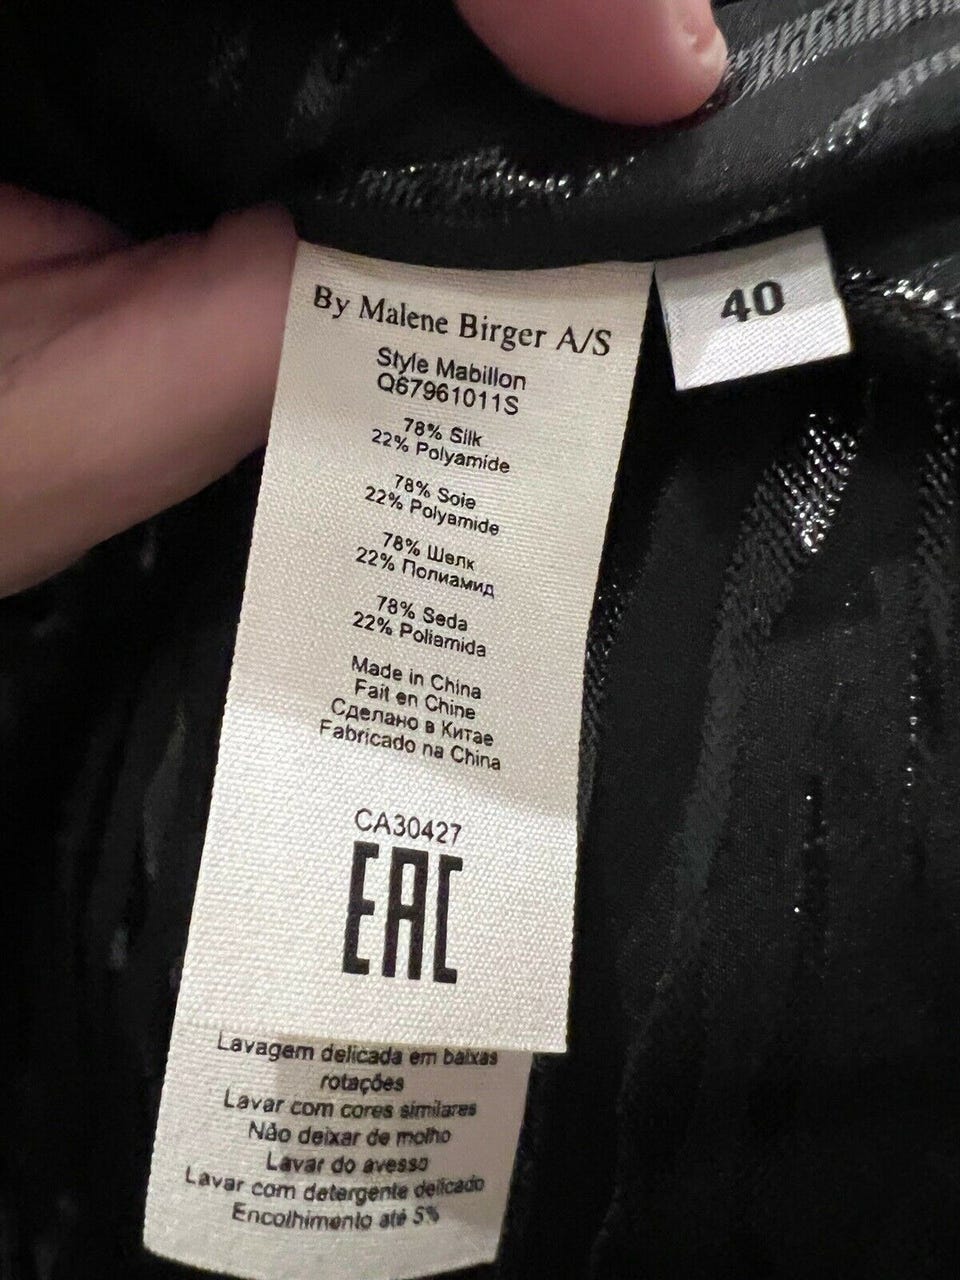 By Malene Birger A/S
Style Mabillon
Q67961011S
78% Silk
22% Polyamide
78% Soie
22% Polyamide
78% Шелк
22% Полиамид
78% Seda
22% Poliamida
Made in China
Fait en Chine
Сделано в Китае
Fabricado na China
CA30427
EAC
40
Lavagem delicada em baixas
rotações
Lavar com cores similares
Não deixar de molho
Lavar do avesso
Lavar com detergente delicado
Encolhimento até 5%